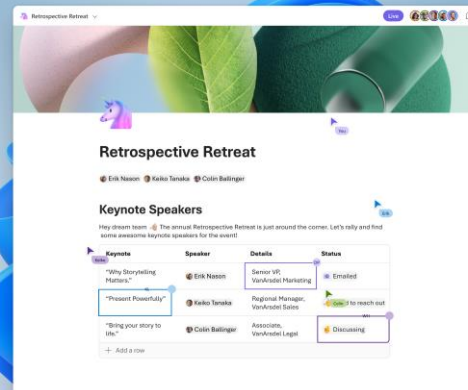 Retrospective Retreat
Live
Retrospective Retreat
Erik Nason Keiko Tanaka Colin Ballinger
Keynote Speakers
Hey dream team The annual Retrospective Retreat is just around the corner. Let's rally and find
some awesome keynote speakers for the event!
Keynote Speaker Details Status
"Why Storytelling
Matters."
Erik Nason
Senior VP,
VanArsdel Marketing
Emailed
"Present Powerfully"
Keiko Tanaka
Regional Manager,
VanArsdel Sales
to reach out
"Bring your story to
life."
Colin Ballinger
Associate,
VanArsdel Legal
Discussing
+ Add a row